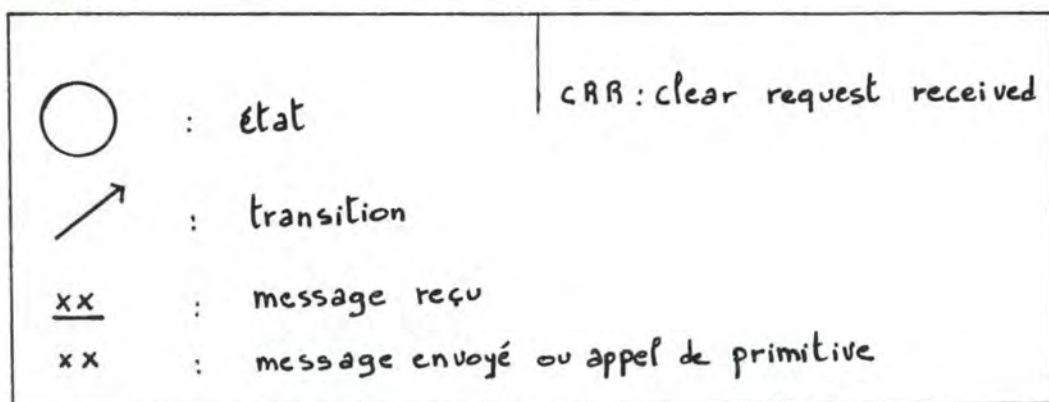 : état
cRR : clear request received
: transition
xx : message reçu
xx : message envoyé ou appel de primitive